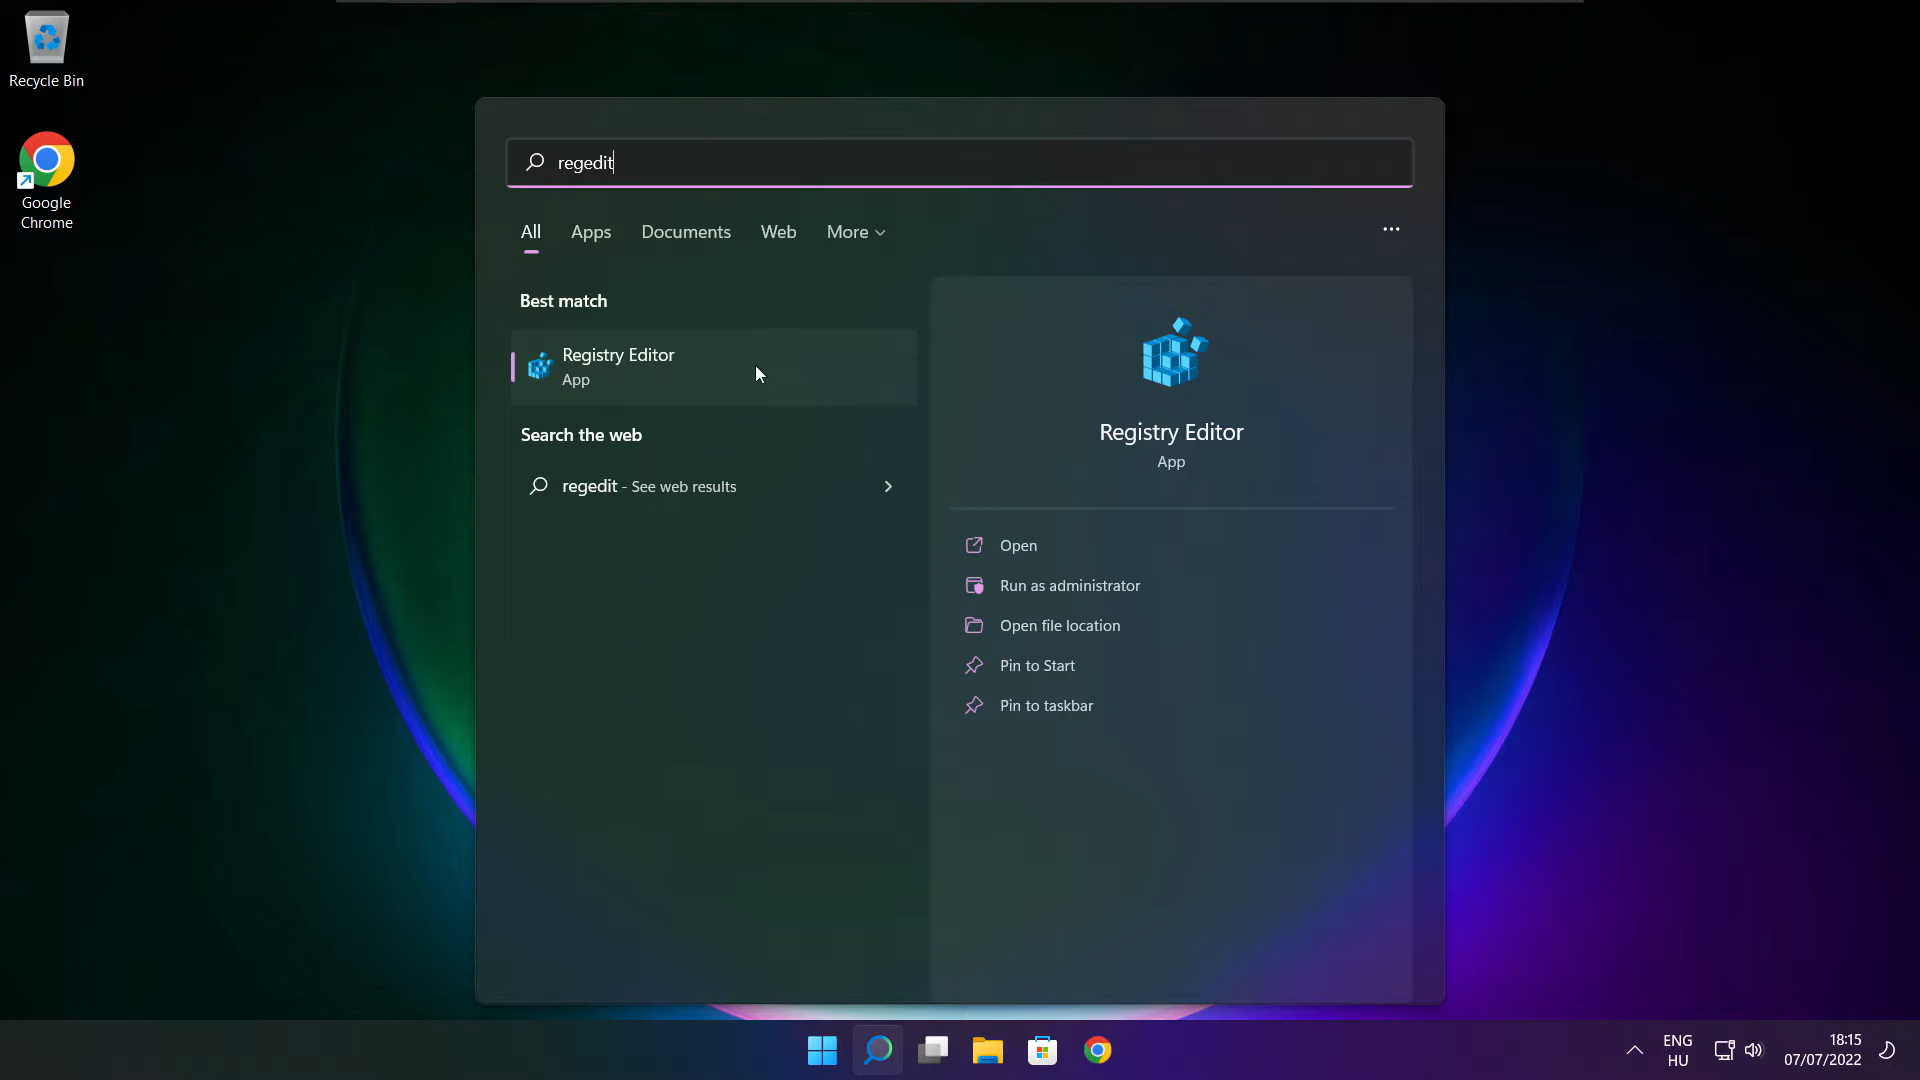 Recycle Bin
Google
Chrome
regedit
All
Apps
Documents
Web
More
Best match
Registry Editor
App
Search the web
regedit - See web results
Registry Editor
App
Open
Run as administrator
Open file location
Pin to Start
Pin to taskbar
ENG
HU
18:15
07/07/2022